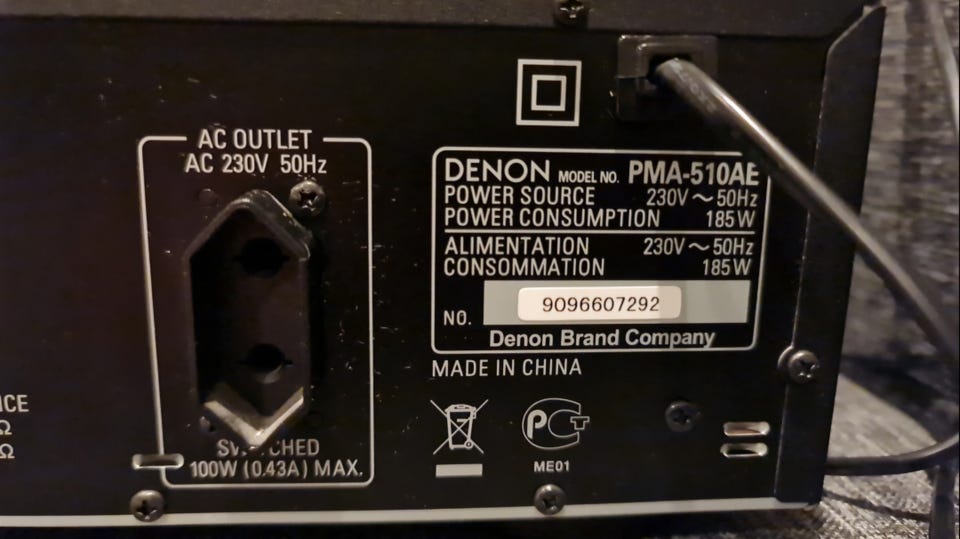 AC OUTLET
AC 230V 50Hz
SWITCHED
100W (0.43A) MAX.
DENON MODEL NO. PMA-510AE
POWER SOURCE 230V～50Hz
POWER CONSUMPTION 185W
ALIMENTATION 230V～50Hz
CONSOMMATION 185W
NO. 9096607292
Denon Brand Company
MADE IN CHINA
PCT
ME01
Ω
Ω